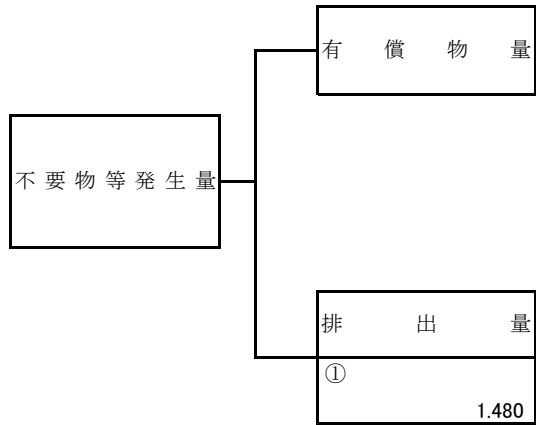 有償物量
不要物等発生量
排出量
①
1.480